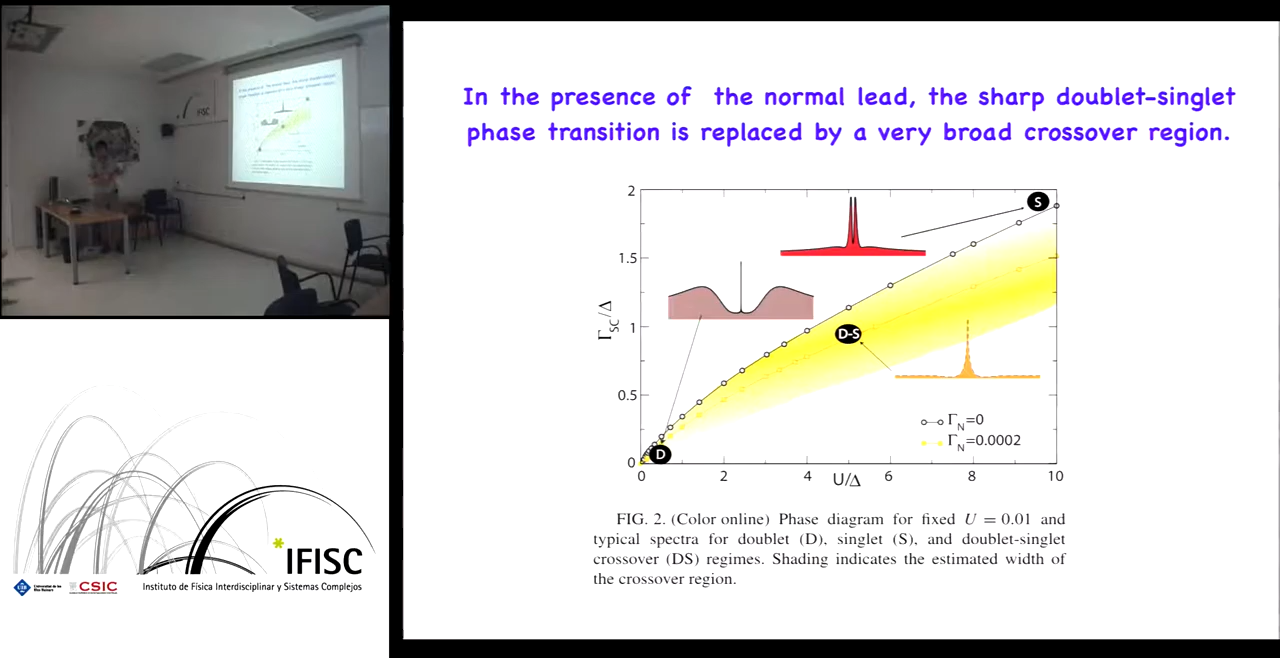 In the presence of the normal lead, the sharp doublet-singlet
phase transition is replaced by a very broad crossover region.
2
1.5
1
0.5
0
ΓSC/Δ
S
D-S
D
ΓN=0
ΓN=0.0002
0 2 4 6 8 10
U/Δ
FIG. 2. (Color online) Phase diagram for fixed U = 0.01 and
typical spectra for doublet (D), singlet (S), and doublet-singlet
crossover (DS) regimes. Shading indicates the estimated width of
the crossover region.
IFISC
CSIC
Instituto de Física Interdisciplinar y Sistemas Complejos